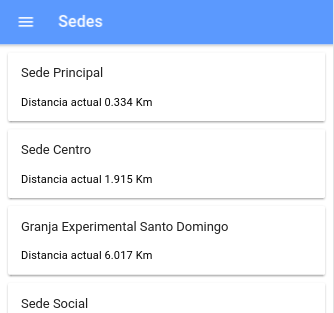 Sedes
Sede Principal
Distancia actual 0.334 Km
Sede Centro
Distancia actual 1.915 Km
Granja Experimental Santo Domingo
Distancia actual 6.017 Km
Sede Social